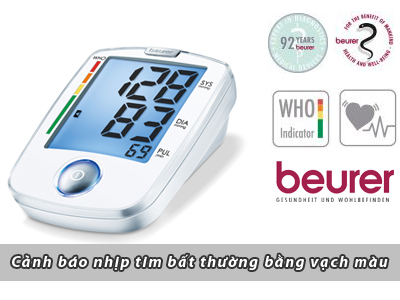 92 YEARS
beurer
beurer
FOR THE BENEFIT OF MANKIND
HEALTH AND WELL-BEING
beurer
WHO
128
SYS
mmHg
83
DIA
mmHg
69
PUL
WHO
Indicator
beurer
GESUNDHEIT UND WOHLBEFINDEN
Cảnh báo nhịp tim bất thường bằng vạch màu